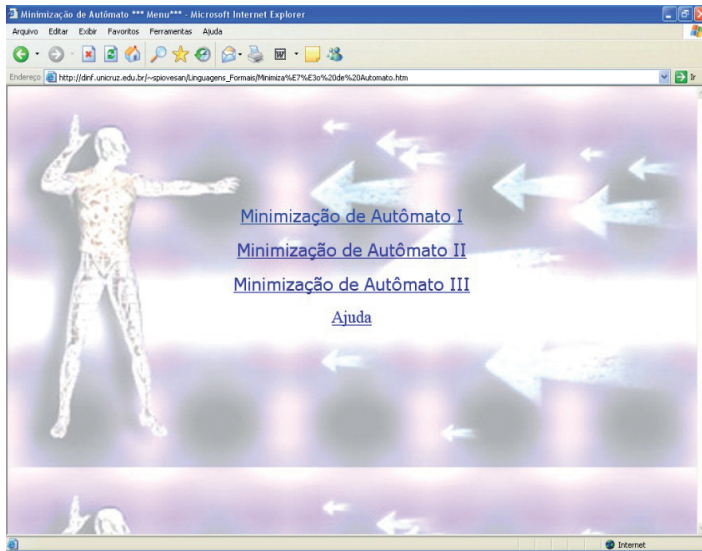 Minimização de Autômato *** Menu*** - Microsoft Internet Explorer
Arquivo Editar Exibir Favoritos Ferramentas Ajuda
Endereço http://dinf.unicruz.edu.br/~spiovesan/Linguagens_Formais/Minimiza%E7%E3o%20de%20Automato.htm Ir
Minimização de Autômato I
Minimização de Autômato II
Minimização de Autômato III
Ajuda
Internet